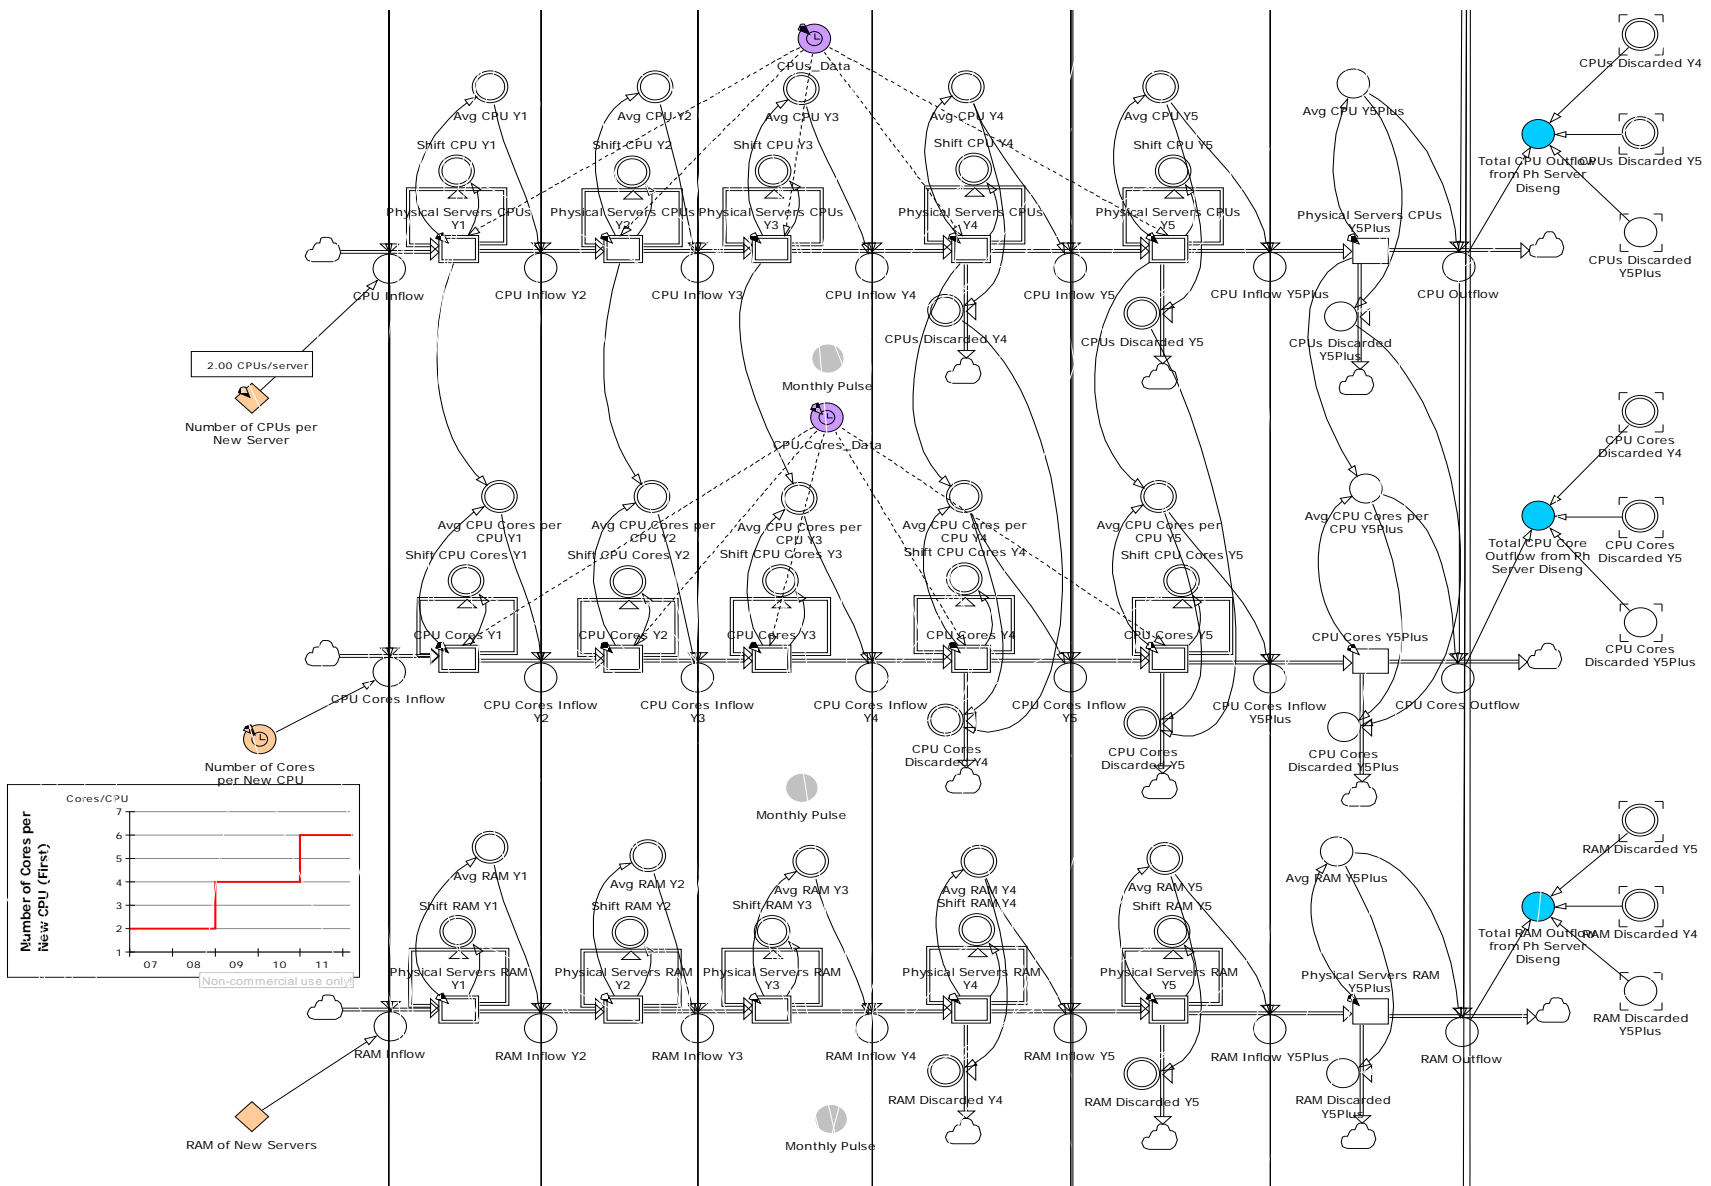 CPUs_Data
CPUs Discarded Y4
Avg CPU Y1
Avg CPU Y2
Avg CPU Y3
Avg CPU Y4
Avg CPU Y5
Avg CPU Y5Plus
Shift CPU Y1
Shift CPU Y2
Shift CPU Y3
Shift CPU Y4
Shift CPU Y5
Total CPU Outflow
from Ph Server
Diseng
CPUs Discarded Y5
Physical Servers CPUs
Y1
Physical Servers CPUs
Y2
Physical Servers CPUs
Y3
Physical Servers CPUs
Y4
Physical Servers CPUs
Y5
Physical Servers CPUs
Y5Plus
CPUs Discarded
Y5Plus
CPU Inflow
CPU Inflow Y2
CPU Inflow Y3
CPU Inflow Y4
CPU Inflow Y5
CPU Inflow Y5Plus
CPU Outflow
CPUs Discarded Y4
CPUs Discarded Y5
CPUs Discarded
Y5Plus
2.00 CPUs/server
Monthly Pulse
Number of CPUs per
New Server
CPU Cores_Data
CPU Cores
Discarded Y4
Avg CPU Cores per
CPU Y1
Avg CPU Cores per
CPU Y2
Avg CPU Cores per
CPU Y3
Avg CPU Cores per
CPU Y4
Avg CPU Cores per
CPU Y5
Avg CPU Cores per
CPU Y5Plus
Shift CPU Cores Y1
Shift CPU Cores Y2
Shift CPU Cores Y3
Shift CPU Cores Y4
Shift CPU Cores Y5
Total CPU Core
Outflow from Ph
Server Diseng
CPU Cores
Discarded Y5
CPU Cores Y1
CPU Cores Y2
CPU Cores Y3
CPU Cores Y4
CPU Cores Y5
CPU Cores Y5Plus
CPU Cores
Discarded Y5Plus
CPU Cores Inflow
CPU Cores Inflow
Y2
CPU Cores Inflow
Y3
CPU Cores Inflow
Y4
CPU Cores Inflow
Y5
CPU Cores Inflow
Y5Plus
CPU Cores Outflow
CPU Cores
Discarded Y4
CPU Cores
Discarded Y5
CPU Cores
Discarded Y5Plus
Number of Cores
per New CPU
Number of Cores per
New CPU (First)
Cores/CPU
7
6
5
4
3
2
1
07
08
09
10
11
Non-commercial use only!
Monthly Pulse
Avg RAM Y1
Avg RAM Y2
Avg RAM Y3
Avg RAM Y4
Avg RAM Y5
Avg RAM Y5Plus
RAM Discarded Y5
Shift RAM Y1
Shift RAM Y2
Shift RAM Y3
Shift RAM Y4
Shift RAM Y5
Total RAM Outflow
from Ph Server
Diseng
RAM Discarded Y4
Physical Servers RAM
Y1
Physical Servers RAM
Y2
Physical Servers RAM
Y3
Physical Servers RAM
Y4
Physical Servers RAM
Y5
Physical Servers RAM
Y5Plus
RAM Discarded
Y5Plus
RAM Inflow
RAM Inflow Y2
RAM Inflow Y3
RAM Inflow Y4
RAM Inflow Y5
RAM Inflow Y5Plus
RAM Outflow
RAM Discarded Y4
RAM Discarded Y5
RAM Discarded
Y5Plus
RAM of New Servers
Monthly Pulse